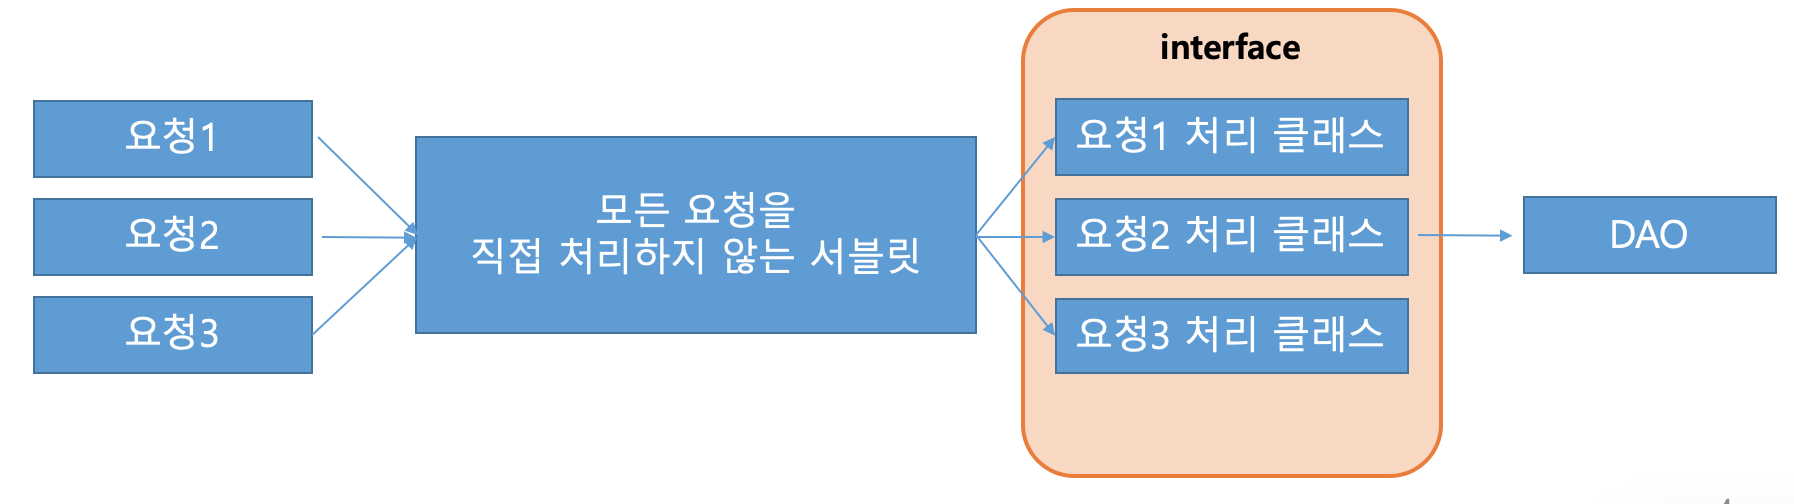 interface
요청1
요청2
요청3
모든 요청을
직접 처리하지 않는 서블릿
요청1 처리 클래스
요청2 처리 클래스
요청3 처리 클래스
DAO